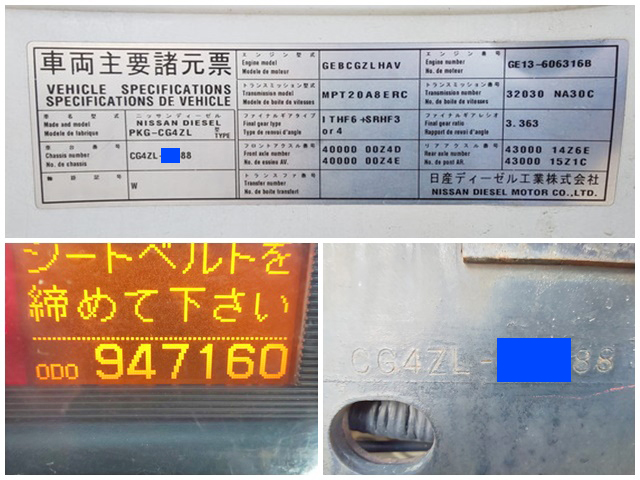 車両主要諸元票
VEHICLE SPECIFICATIONS
SPECIFICATIONS DE VEHICLE
車 型
Make and model
Modele de fabrique
ニッサンディーゼル
NISSAN DIESEL
PKG-CG4ZL 型 TYPE
車台番号
Chassis number
No. de chassis
CG4ZL- 88
W
エンジン型式
Engine model
Modele de moteur
GEBCGZLHAV
エンジン番号
Engine number
No. de moteur
GE13-606316B
トランスミッション型式
Transmission model
Modele de boite de vitesses
MPT20A8ERC
トランスミッション番号
Transmission number
No. de boite de vitesses
32030 NA30C
ファイナルギアタイプ
Final gear type
Type de renvoi d'angle
1THF6→SRHF3
or4
ファイナルギアレシオ
Final gear ratio
Rapport de renvoi d'angle
3.363
フロントアクスル番号
Front axle number
No. de essieu AV.
40000 00Z4D
40000 00Z4E
リアアクスル番号
Rear axle number
No. de pont AR.
43000 14Z6E
43000 15Z1C
トランスファ番号
Transfer number
No. de boite transfert
日産ディーゼル工業株式会社
NISSAN DIESEL MOTOR CO.,LTD.
シートベルトを
締めて下さい
ODO 947160
CG4ZL- 88